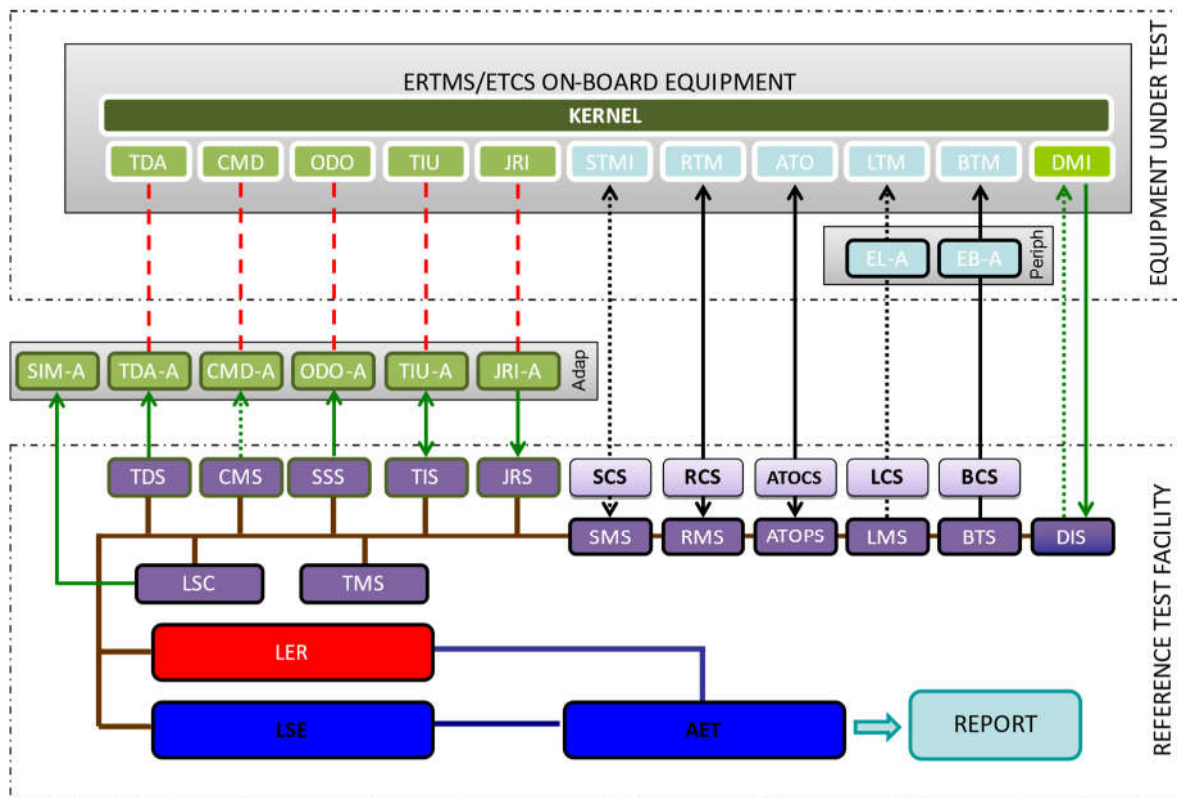 ERTMS/ETCS ON-BOARD EQUIPMENT
KERNEL
TDA CMD ODO TIU JRI STMI RTM ATO LTM BTM DMI
EL-A EB-A
Periph
EQUIPMENT UNDER TEST
SIM-A TDA-A CMD-A ODO-A TIU-A JRI-A
Adap
TDS CMS SSS TIS JRS SCS RCS ATOCS LCS BCS
SMS RMS ATOPS LMS BTS DIS
LSC TMS
LER
LSE AET REPORT
REFERENCE TEST FACILITY